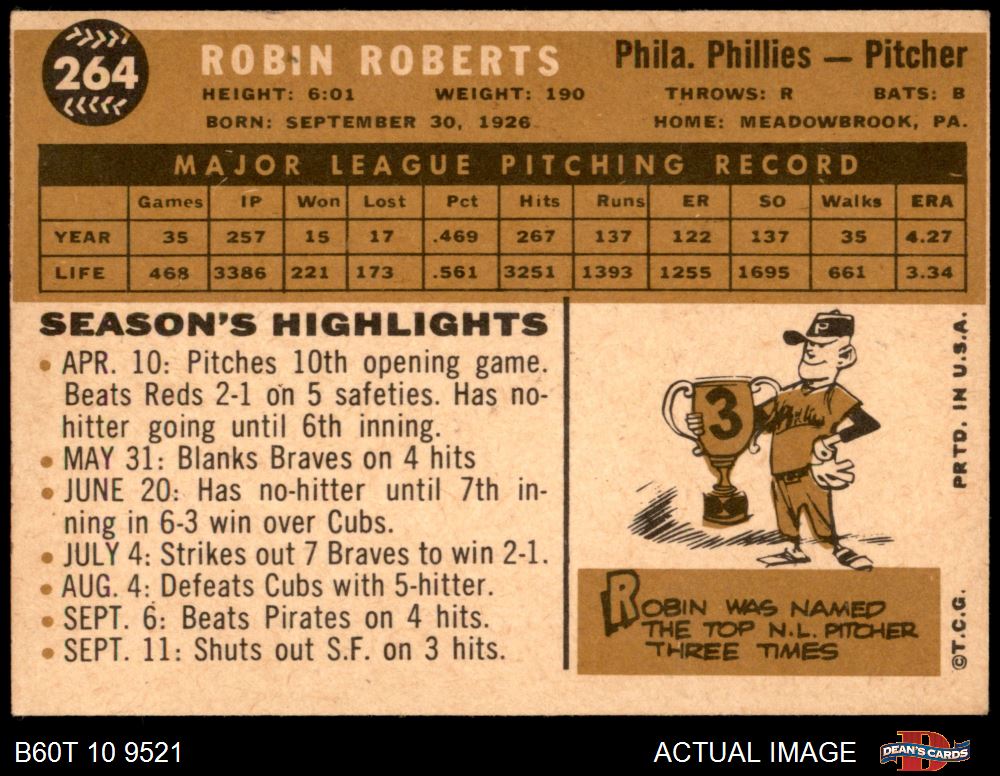 264
ROBIN ROBERTS
Phila. Phillies — Pitcher
HEIGHT: 6:01 WEIGHT: 190 THROWS: R BATS: B
BORN: SEPTEMBER 30, 1926 HOME: MEADOWBROOK, PA.
MAJOR LEAGUE PITCHING RECORD
Games IP Won Lost Pct Hits Runs ER SO Walks ERA
YEAR 35 257 15 17 .469 267 137 122 137 35 4.27
LIFE 468 3386 221 173 .561 3251 1393 1255 1695 661 3.34
SEASON'S HIGHLIGHTS
• APR. 10: Pitches 10th opening game.
Beats Reds 2-1 on 5 safeties. Has no-
hitter going until 6th inning.
• MAY 31: Blanks Braves on 4 hits
• JUNE 20: Has no-hitter until 7th in-
ning in 6-3 win over Cubs.
• JULY 4: Strikes out 7 Braves to win 2-1.
• AUG. 4: Defeats Cubs with 5-hitter.
• SEPT. 6: Beats Pirates on 4 hits.
• SEPT. 11: Shuts out S.F. on 3 hits.
3
ROBIN WAS NAMED
THE TOP N.L. PITCHER
THREE TIMES
PRTD. IN U.S.A.
©T.C.G.
B60T 10 9521
ACTUAL IMAGE
DEAN'S CARDS